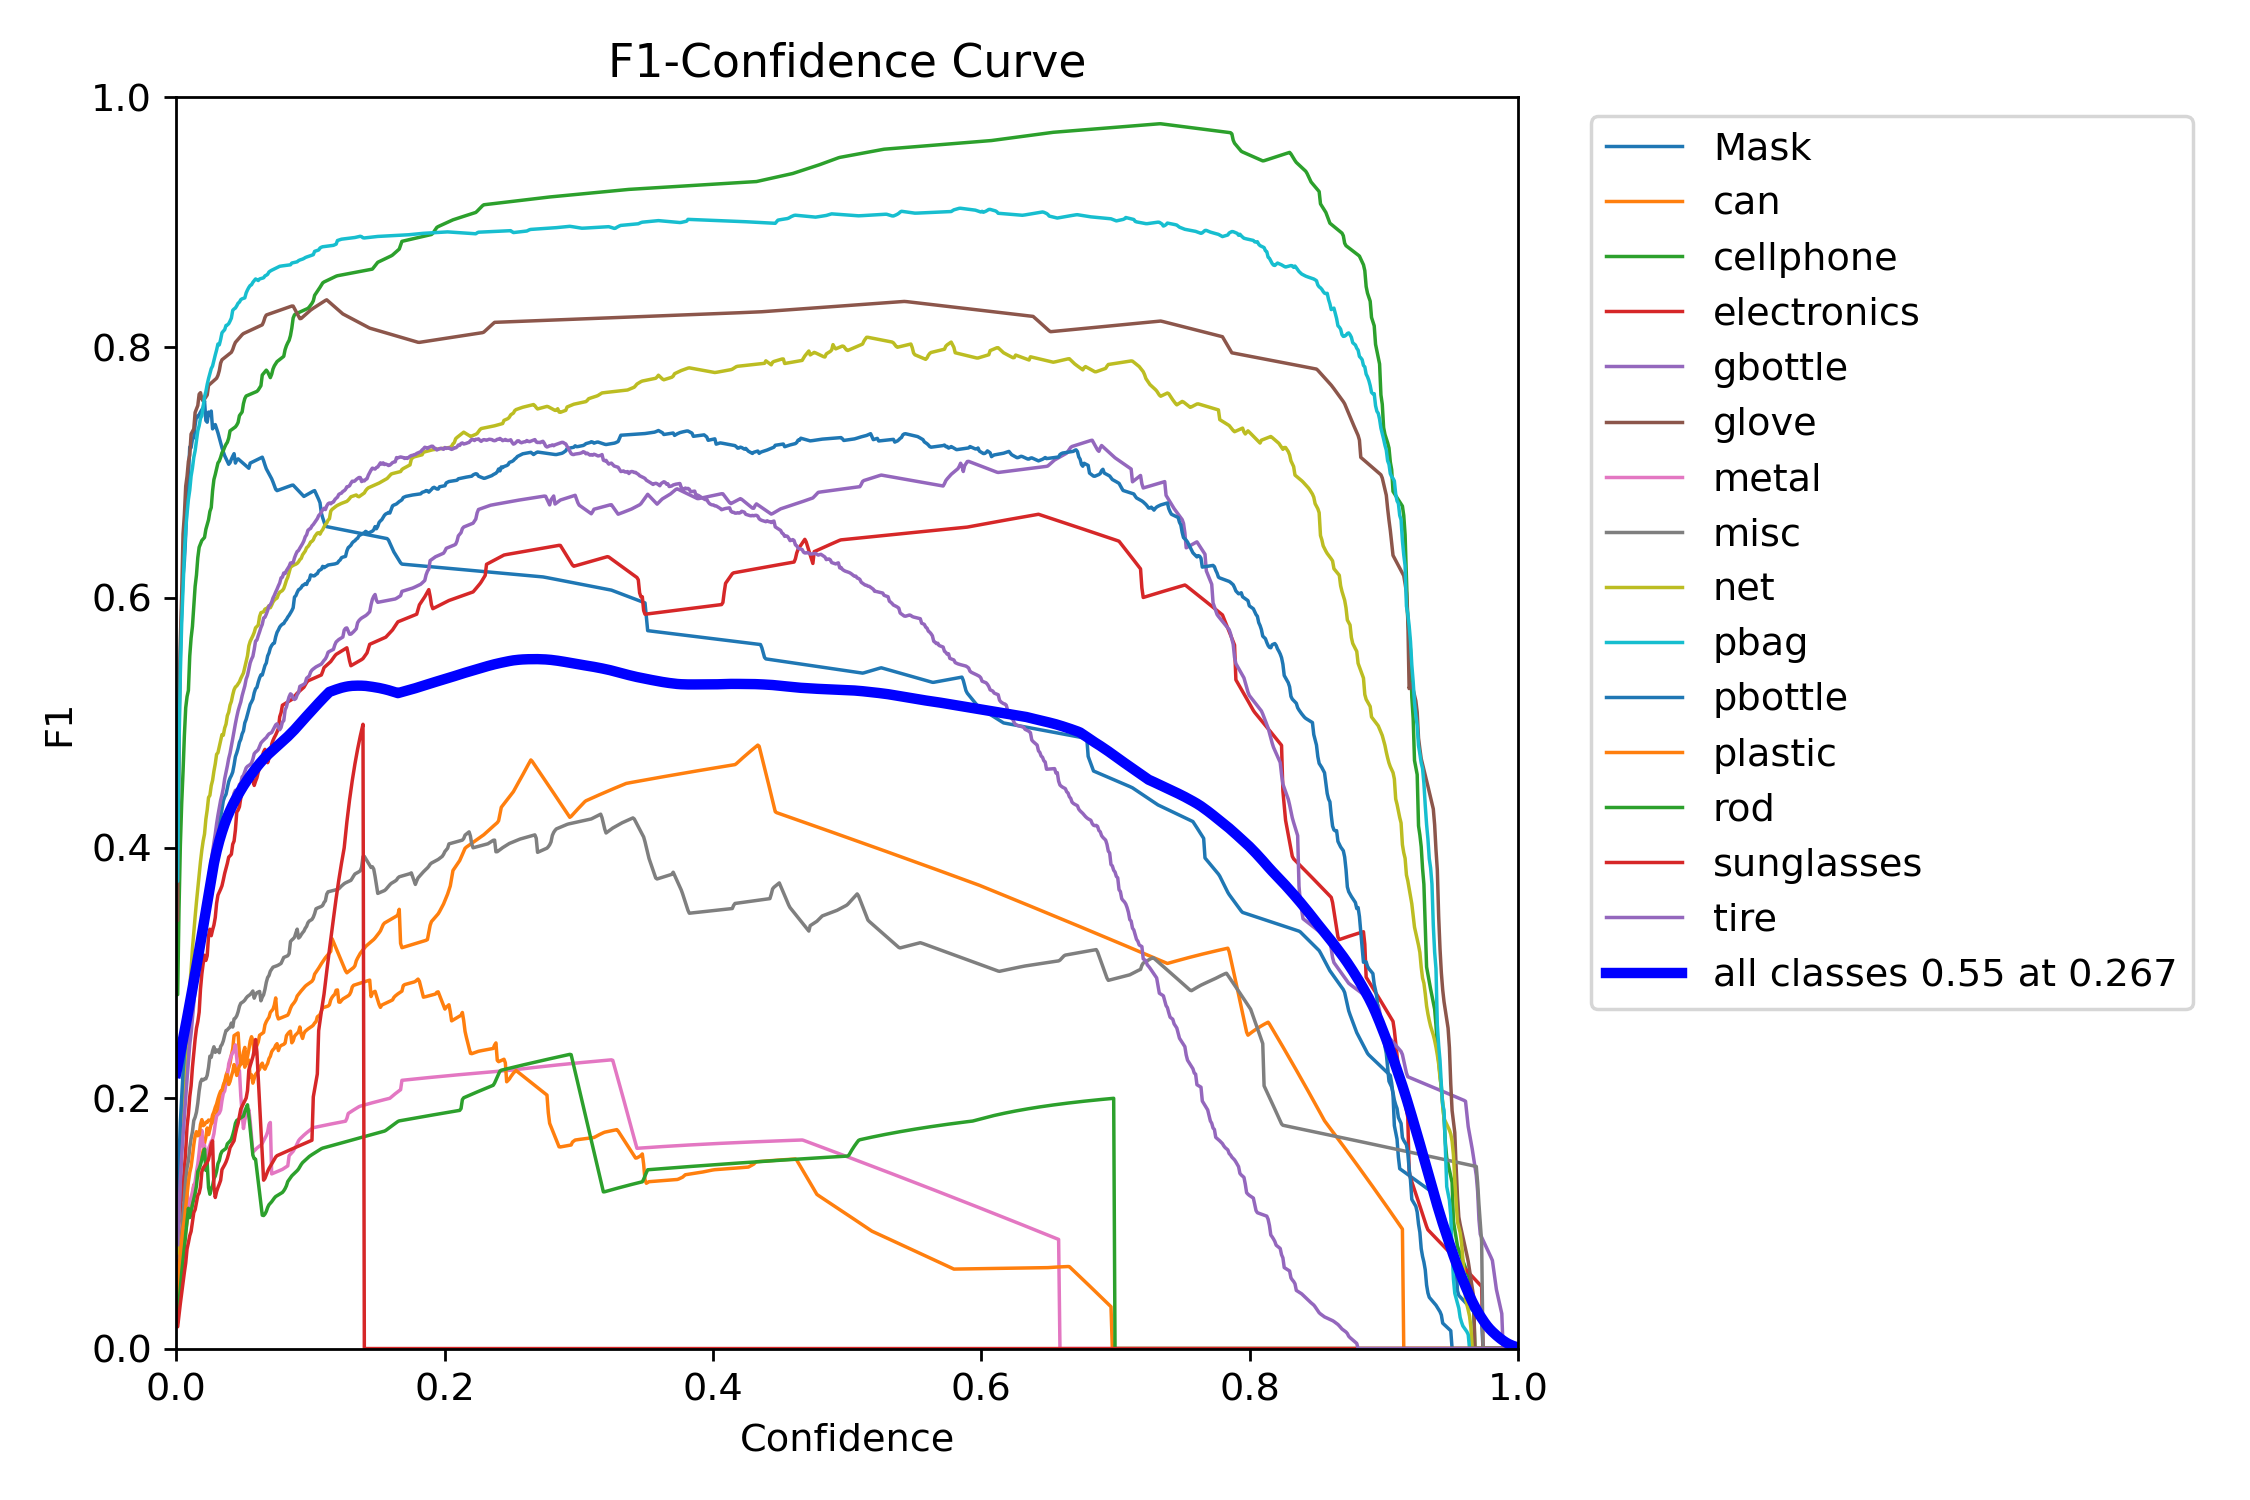 F1-Confidence Curve
1.0
0.8
0.6
0.4
0.2
0.0
F1
0.0 0.2 0.4 0.6 0.8 1.0
Confidence
Mask
can
cellphone
electronics
gbottle
glove
metal
misc
net
pbag
pbottle
plastic
rod
sunglasses
tire
all classes 0.55 at 0.267